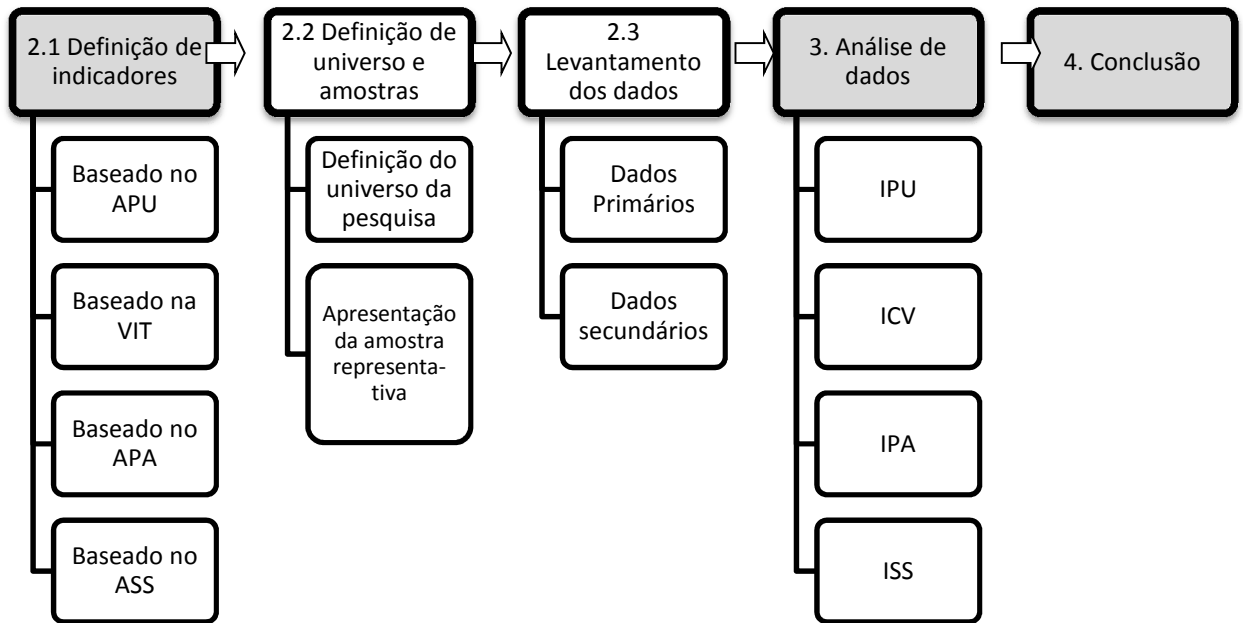 2.1 Definição de
indicadores
Baseado no
APU
Baseado na
VIT
Baseado no
APA
Baseado no
ASS
2.2 Definição de
universo e
amostras
Definição do
universo da
pesquisa
Apresentação
da amostra
representa-
tiva
2.3
Levantamento
dos dados
Dados
Primários
Dados
secundários
3. Análise de
dados
IPU
ICV
IPA
ISS
4. Conclusão